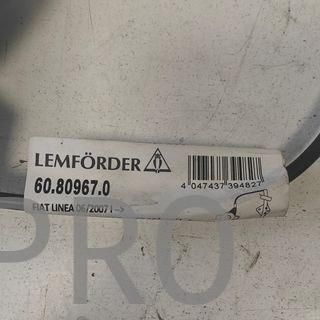 LEMFÖRDER
60.80967.0
4 047437 394827
FIAT LINEA 06/2007 I ->
PRO